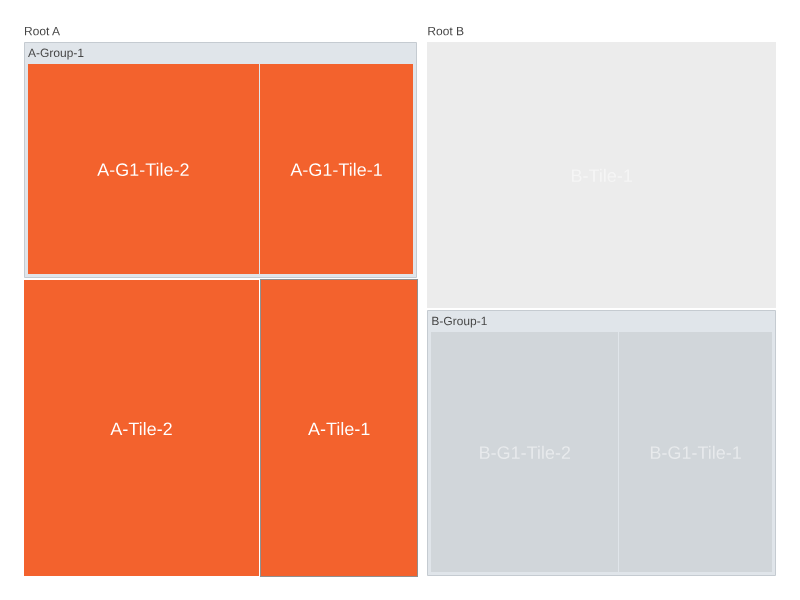 Root A
A-Group-1
A-G1-Tile-2
A-G1-Tile-1
A-Tile-2
A-Tile-1
Root B
B-Tile-1
B-Group-1
B-G1-Tile-2
B-G1-Tile-1